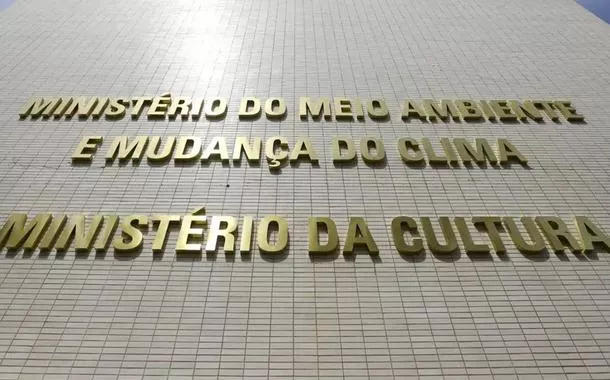 MINISTÉRIO DO MEIO AMBIENTE
E MUDANÇA DO CLIMA
MINISTÉRIO DA CULTURA